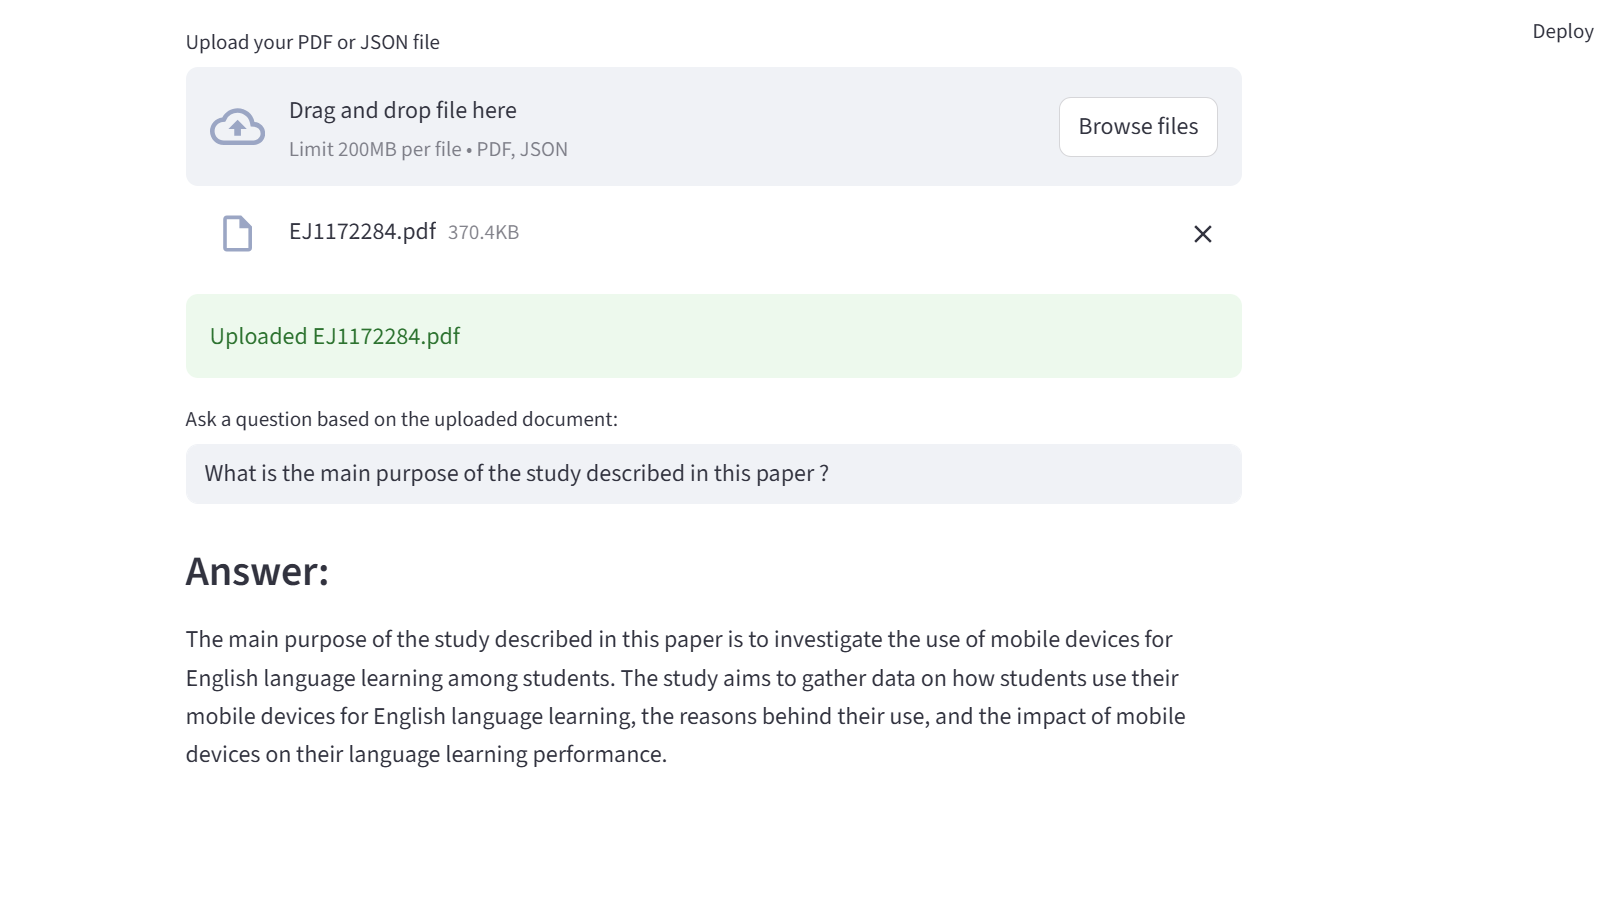 Deploy
Upload your PDF or JSON file
Drag and drop file here
Limit 200MB per file • PDF, JSON
Browse files
EJ1172284.pdf 370.4KB
Uploaded EJ1172284.pdf
Ask a question based on the uploaded document:
What is the main purpose of the study described in this paper ?
Answer:
The main purpose of the study described in this paper is to investigate the use of mobile devices for
English language learning among students. The study aims to gather data on how students use their
mobile devices for English language learning, the reasons behind their use, and the impact of mobile
devices on their language learning performance.